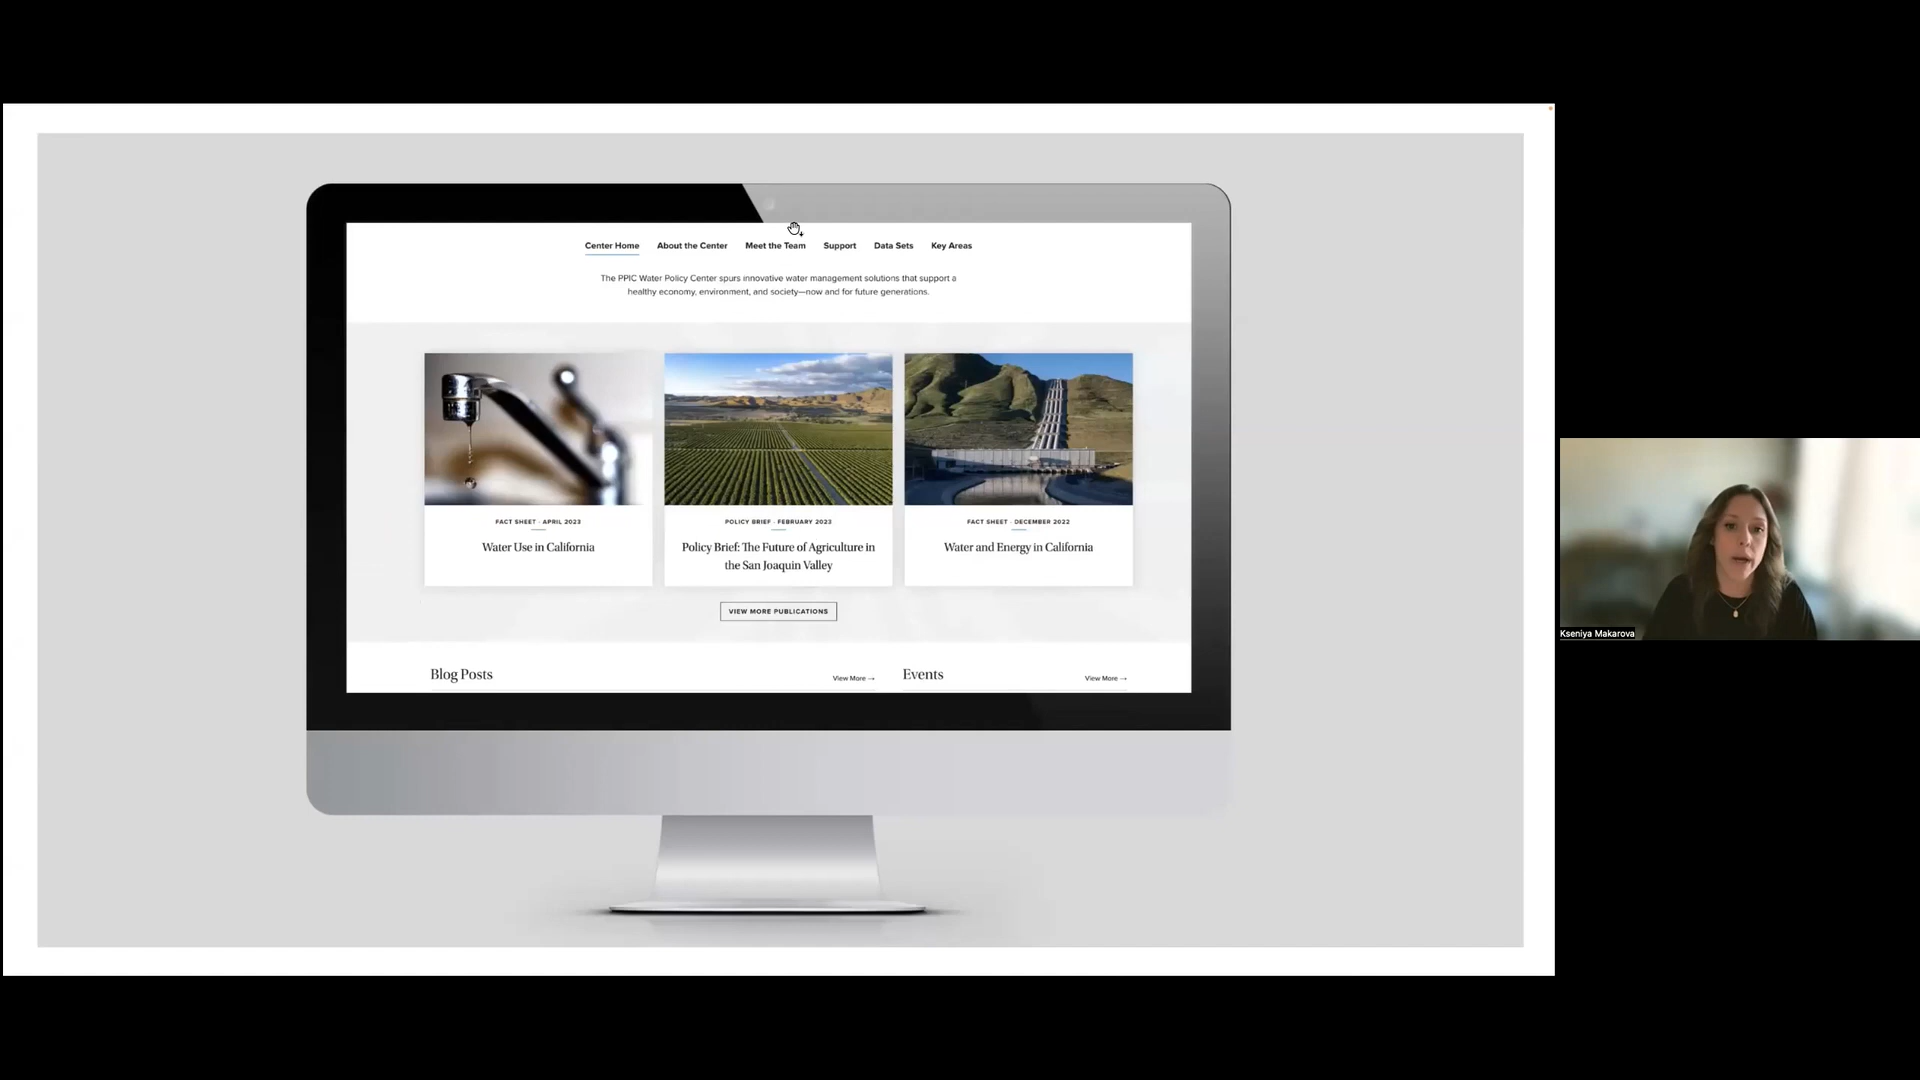 Center Home About the Center Meet the Team Support Data Sets Key Areas
The PPIC Water Policy Center spurs innovative water management solutions that support a
healthy economy, environment, and society—now and for future generations.
FACT SHEET · APRIL 2023
Water Use in California
POLICY BRIEF · FEBRUARY 2023
Policy Brief: The Future of Agriculture in
the San Joaquin Valley
FACT SHEET · DECEMBER 2022
Water and Energy in California
VIEW MORE PUBLICATIONS
Blog Posts
View More →
Events
View More →
Kseniya Makarova